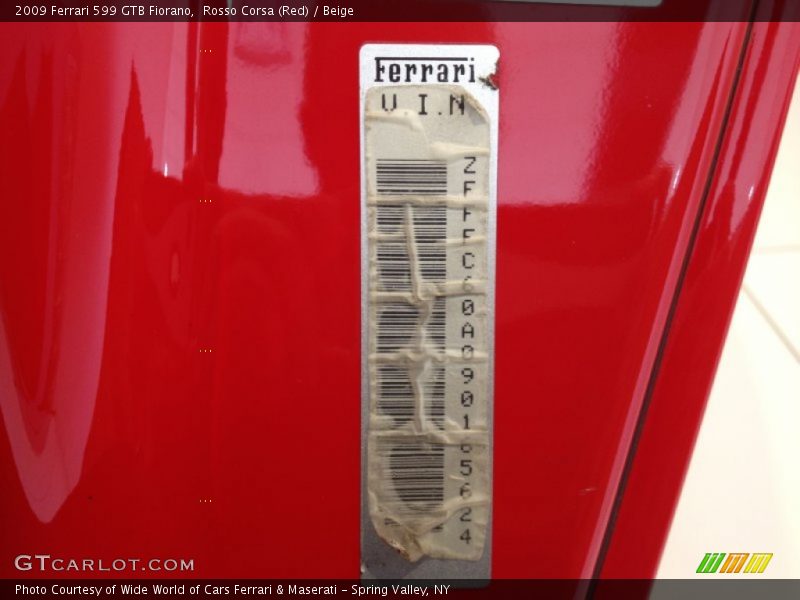 2009 Ferrari 599 GTB Fiorano, Rosso Corsa (Red) / Beige
Ferrari
V.I.N
ZFFFC60A090165624
GTCARLOT.COM
Photo Courtesy of Wide World of Cars Ferrari & Maserati - Spring Valley, NY